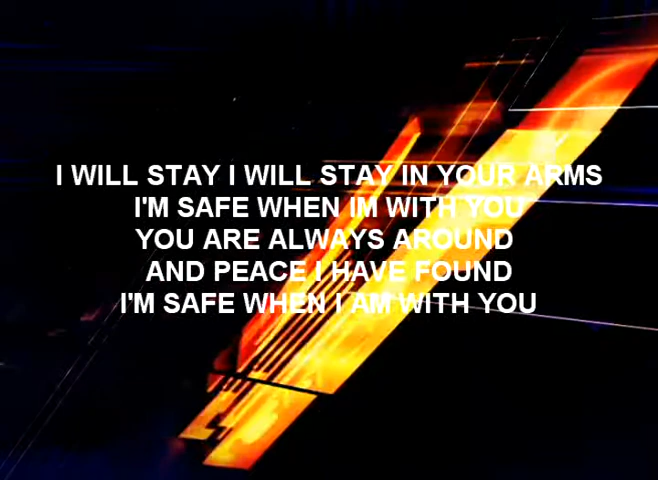 I WILL STAY I WILL STAY IN YOUR ARMS
I'M SAFE WHEN IM WITH YOU
YOU ARE ALWAYS AROUND
AND PEACE I HAVE FOUND
I'M SAFE WHEN I AM WITH YOU